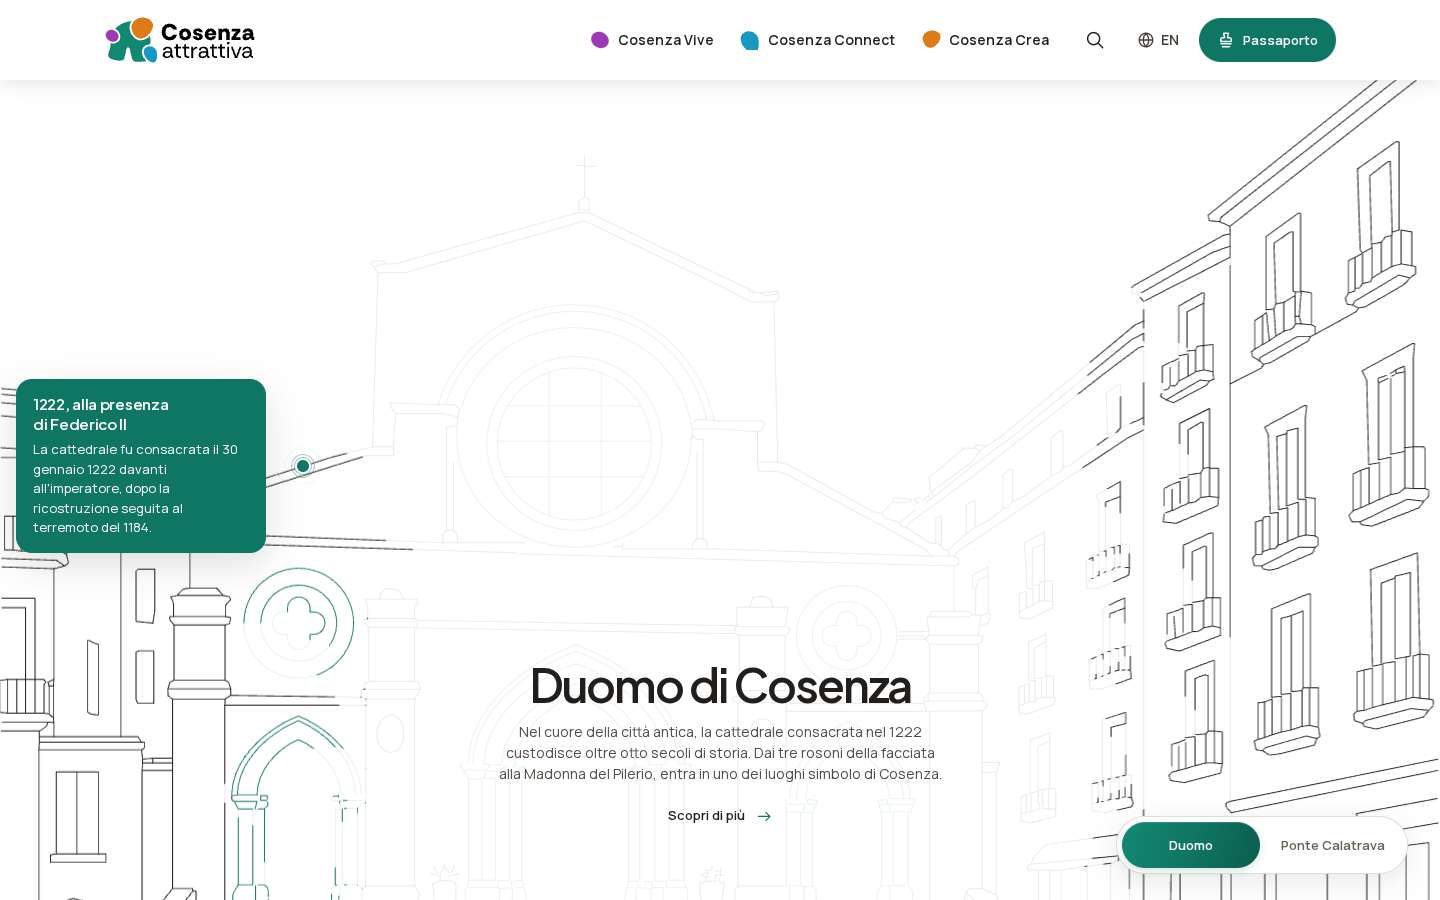 Cosenza
attrattiva
Cosenza Vive
Cosenza Connect
Cosenza Crea
EN
Passaporto
1222, alla presenza
di Federico II
La cattedrale fu consacrata il 30
gennaio 1222 davanti
all'imperatore, dopo la
ricostruzione seguita al
terremoto del 1184.
Duomo di Cosenza
Nel cuore della città antica, la cattedrale consacrata nel 1222
custodisce oltre otto secoli di storia. Dai tre rosoni della facciata
alla Madonna del Pilerio, entra in uno dei luoghi simbolo di Cosenza.
Scopri di più
Duomo
Ponte Calatrava